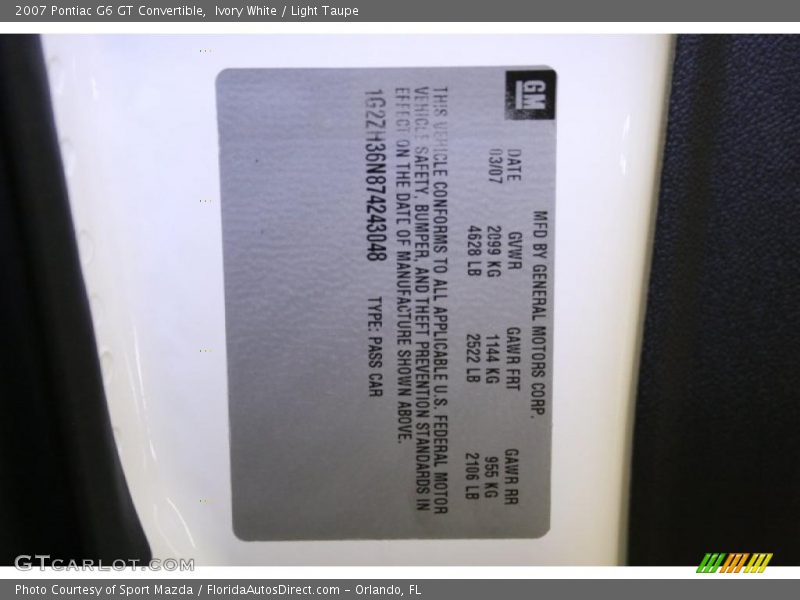 2007 Pontiac G6 GT Convertible,  Ivory White / Light Taupe
GM
MFD BY GENERAL MOTORS CORP.
DATE GVWR GAWR FRT GAWR RR
03/07 2099 KG 1144 KG 955 KG
4628 LB 2522 LB 2106 LB
THIS VEHICLE CONFORMS TO ALL APPLICABLE U.S. FEDERAL MOTOR
VEHICLE SAFETY, BUMPER, AND THEFT PREVENTION STANDARDS IN
EFFECT ON THE DATE OF MANUFACTURE SHOWN ABOVE.
1G2ZH36N874243048 TYPE: PASS CAR
GTCARLOT.COM
Photo Courtesy of Sport Mazda / FloridaAutosDirect.com - Orlando, FL